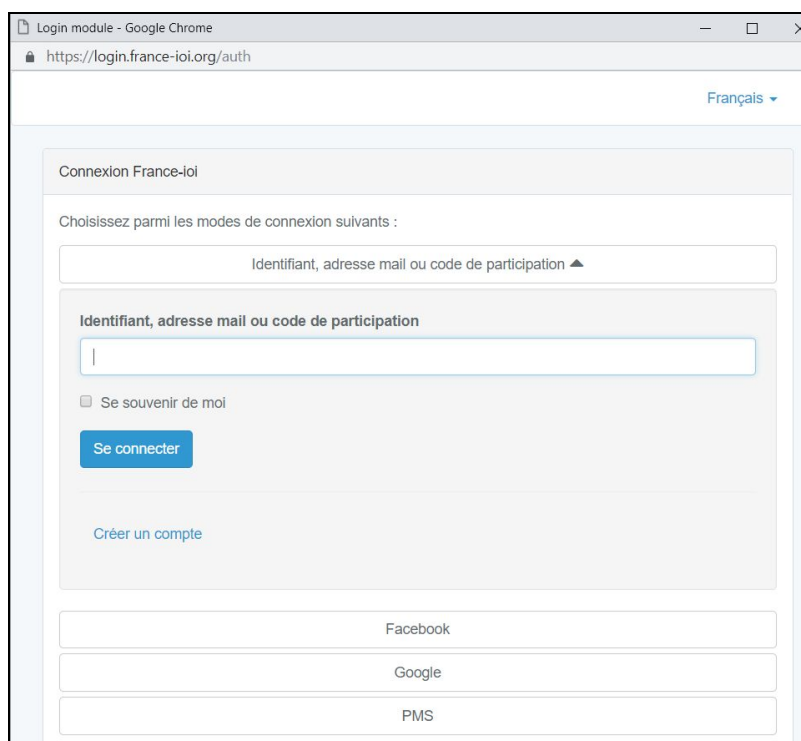 Login module - Google Chrome
https://login.france-ioi.org/auth
Français
Connexion France-ioi
Choisissez parmi les modes de connexion suivants :
Identifiant, adresse mail ou code de participation
Identifiant, adresse mail ou code de participation
Se souvenir de moi
Se connecter
Créer un compte
Facebook
Google
PMS